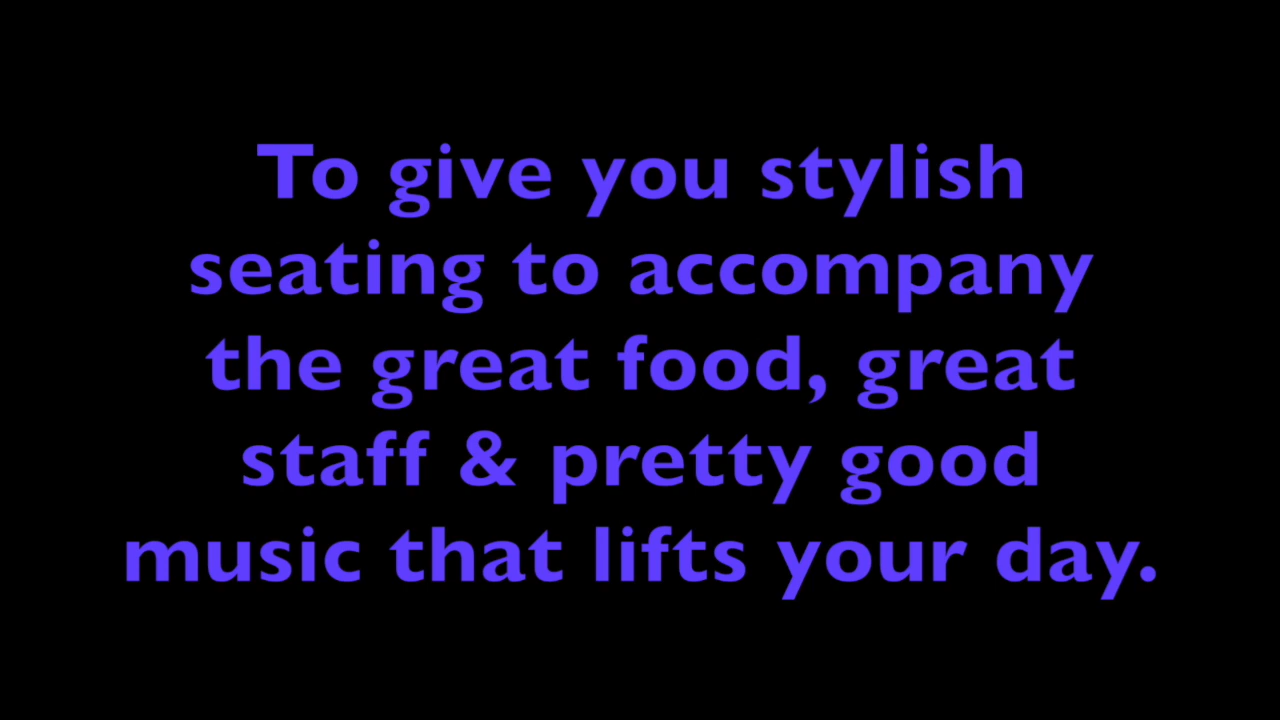 To give you stylish
seating to accompany
the great food, great
staff & pretty good
music that lifts your day.